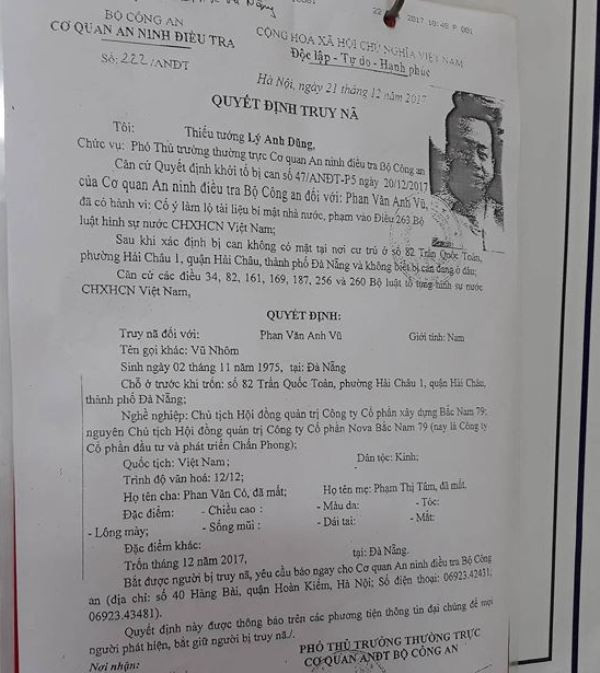 Nẵng
22 2017 10:48 P 001
BỘ CÔNG AN
CƠ QUAN AN NINH ĐIỀU TRA
Số: 222/ANĐT
CỘNG HOÀ XÃ HỘI CHỦ NGHĨA VIỆT NAM
Độc lập - Tự do - Hạnh phúc
Hà Nội, ngày 21 tháng 12 năm 2017
QUYẾT ĐỊNH TRUY NÃ
Tôi: Thiếu tướng Lý Anh Dũng,
Chức vụ: Phó Thủ trưởng thường trực Cơ quan An ninh điều tra Bộ Công an
Căn cứ Quyết định khởi tố bị can số 47/ANĐT-P5 ngày 20/12/2017
của Cơ quan An ninh điều tra Bộ Công an đối với: Phan Văn Anh Vũ,
đã có hành vi: Cố ý làm lộ tài liệu bí mật nhà nước, phạm vào Điều 263 Bộ
luật hình sự nước CHXHCN Việt Nam;
Sau khi xác định bị can không có mặt tại nơi cư trú ở số 82 Trần Quốc Toản,
phường Hải Châu 1, quận Hải Châu, thành phố Đà Nẵng và không biết bị can đang ở đâu;
Căn cứ các điều 34, 82, 161, 169, 187, 256 và 260 Bộ luật tố tụng hình sự nước
CHXHCN Việt Nam,
QUYẾT ĐỊNH:
Truy nã đối với: Phan Văn Anh Vũ Giới tính: Nam
Tên gọi khác: Vũ Nhôm
Sinh ngày 02 tháng 11 năm 1975, tại: Đà Nẵng
Chỗ ở trước khi trốn: số 82 Trần Quốc Toản, phường Hải Châu 1, quận Hải Châu,
thành phố Đà Nẵng;
Nghề nghiệp: Chủ tịch Hội đồng quản trị Công ty Cổ phần xây dựng Bắc Nam 79;
nguyên Chủ tịch Hội đồng quản trị Công ty Cổ phần Nova Bắc Nam 79 (nay là Công ty
Cổ phần đầu tư và phát triển Chấn Phong);
Quốc tịch: Việt Nam; Dân tộc: Kinh;
Trình độ văn hoá: 12/12;
Họ tên cha: Phan Văn Có, đã mất; Họ tên mẹ: Phạm Thị Tám, đã mất.
Đặc điểm: - Chiều cao : - Màu da: - Tóc:
- Lông mày; - Sống mũi : - Dái tai: - Mắt:
Đặc điểm khác:
Trốn tháng 12 năm 2017, tại: Đà Nẵng.
Bắt được người bị truy nã, yêu cầu báo ngay cho Cơ quan An ninh điều tra Bộ Công
an (địa chỉ: số 40 Hàng Bài, quận Hoàn Kiếm, Hà Nội; Số điện thoại: 06923.42431,
06923.43481).
Quyết định này được thông báo trên các phương tiện thông tin đại chúng để mọi
người phát hiện, bắt giữ người bị truy nã./.
PHÓ THỦ TRƯỞNG THƯỜNG TRỰC
CƠ QUAN ANĐT BỘ CÔNG AN
Nơi nhận: